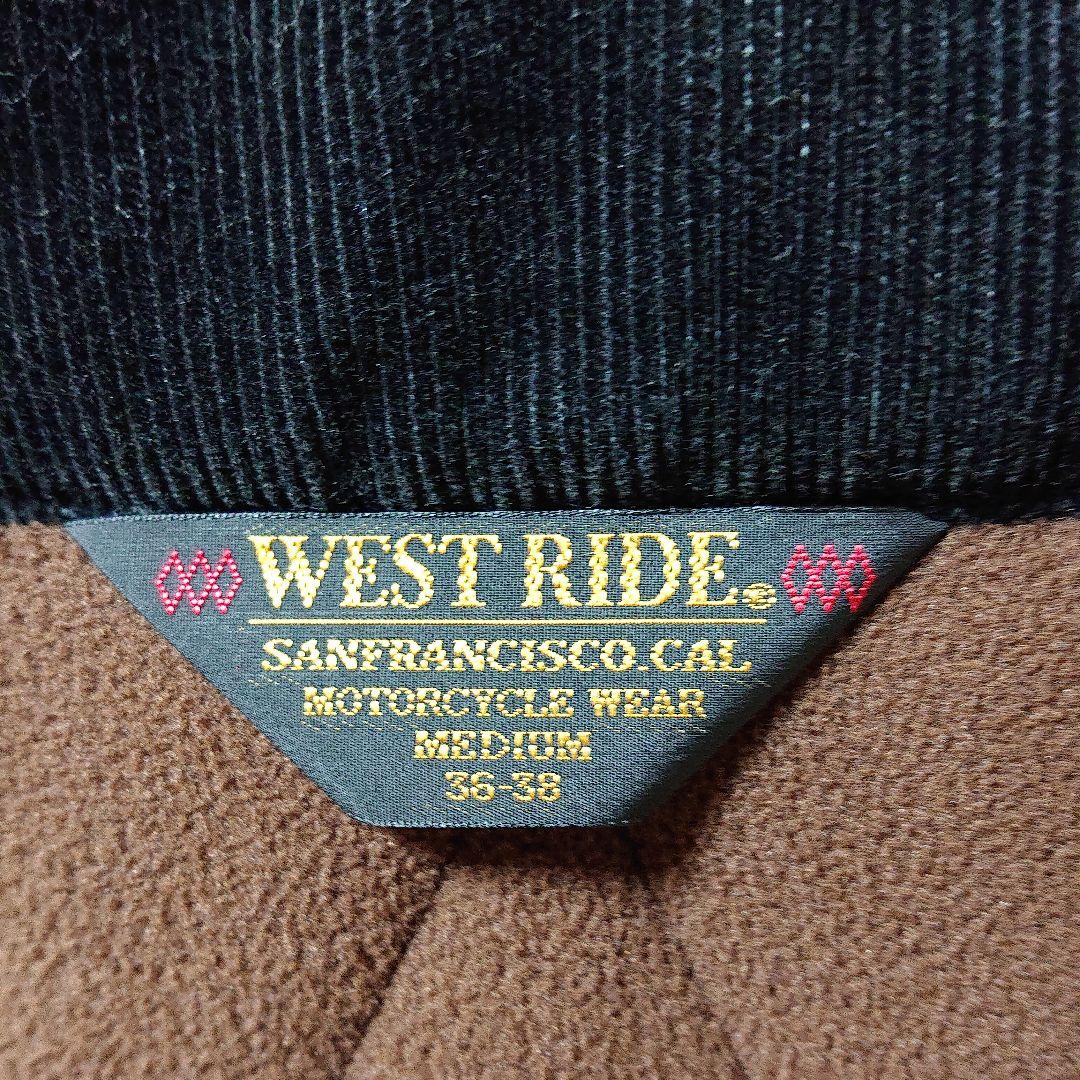 WEST RIDE®
SANFRANCISCO.CAL
MOTORCYCLE WEAR
MEDIUM
36-38